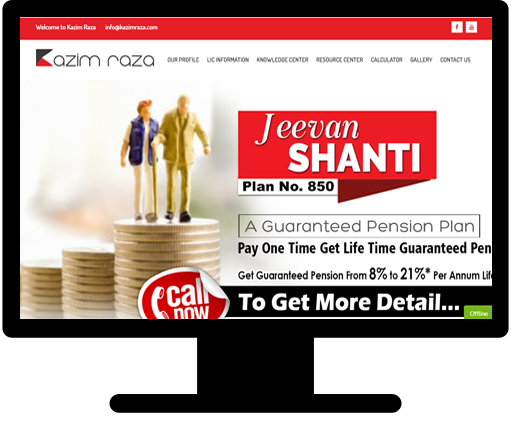 Welcome to Kazim Raza info@kazimraza.com
Kazim raza
OUR PROFILE LIC INFORMATION KNOWLEDGE CENTER RESOURCE CENTER CALCULATOR GALLERY CONTACT US
Jeevan
SHANTI
Plan No. 850
A Guaranteed Pension Plan
Pay One Time Get Life Time Guaranteed Pen
Get Guaranteed Pension From 8% to 21%* Per Annum Life
call
now
To Get More Detail...
Offline